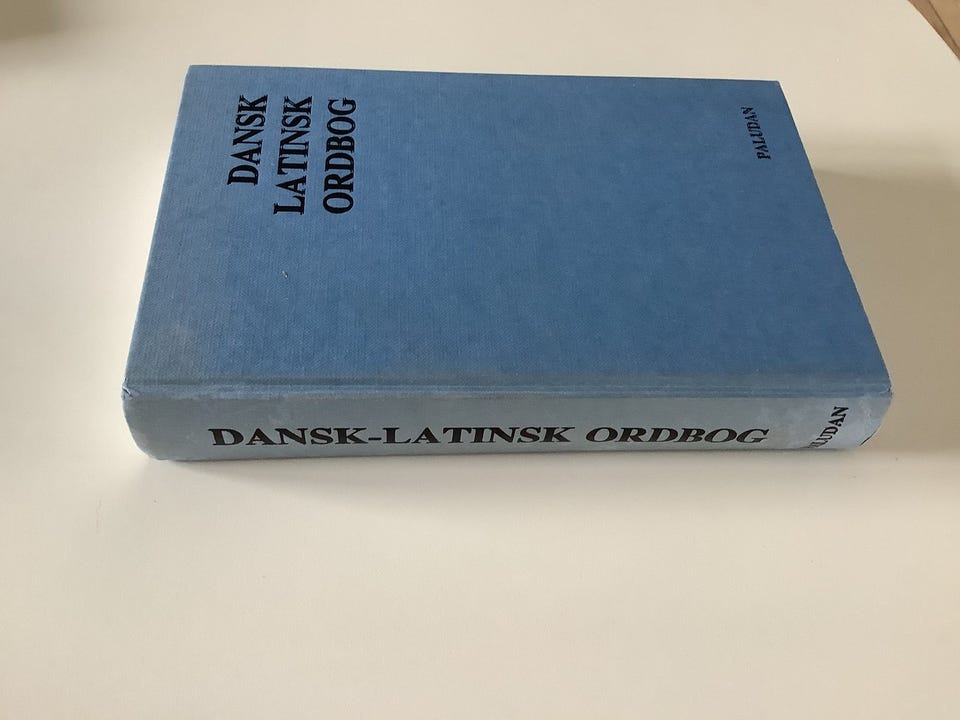 DANSK
LATINSK
ORDBOG
PALUDAN
DANSK-LATINSK ORDBOG
PALUDAN